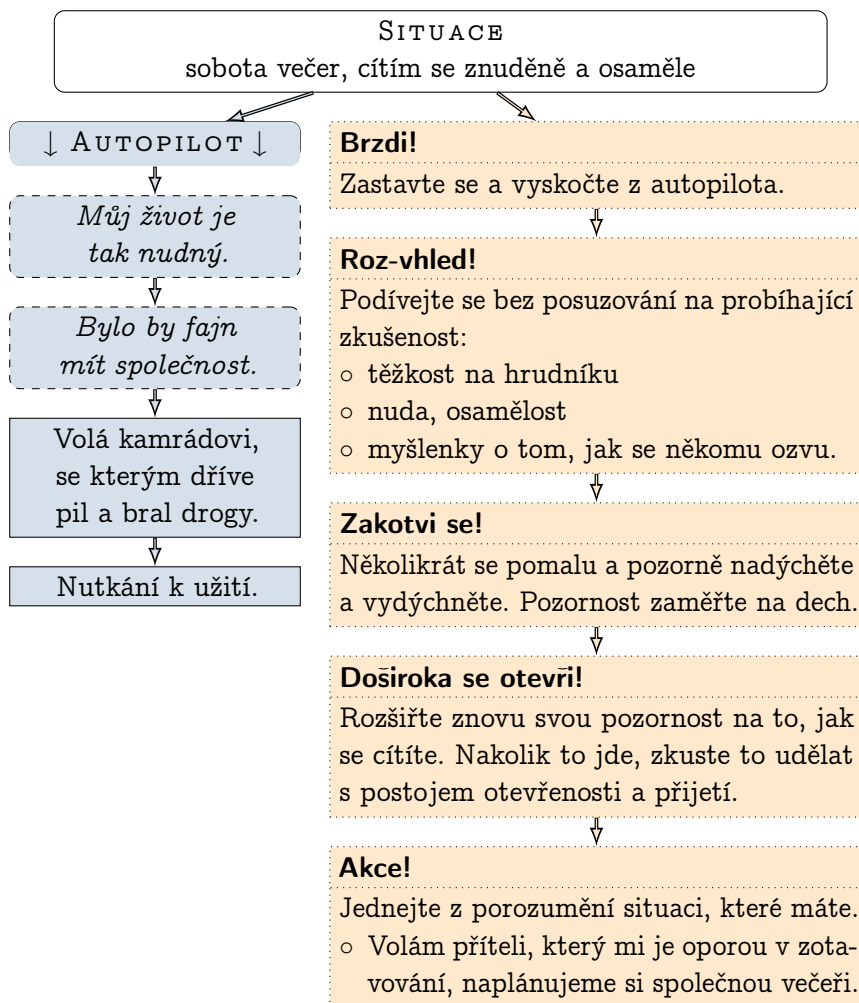 SITUACE
sobota večer, cítím se znuděně a osaměle
↓ AUTOPILOT ↓
Můj život je
tak nudný.
Bylo by fajn
mít společnost.
Volá kamrádovi,
se kterým dříve
pil a bral drogy.
Nutkání k užití.
Brzdi!
Zastavte se a vyskočte z autopilota.
Roz-vhled!
Podívejte se bez posuzování na probíhající
zkušenost:
◦ těžkost na hrudníku
◦ nuda, osamělost
◦ myšlenky o tom, jak se někomu ozvu.
Zakotvi se!
Několikrát se pomalu a pozorně nadýchěte
a vydýchněte. Pozornost zaměřte na dech.
Doširoka se otevři!
Rozšiřte znovu svou pozornost na to, jak
se cítíte. Nakolik to jde, zkuste to udělat
s postojem otevřenosti a přijetí.
Akce!
Jednejte z porozumění situaci, které máte.
◦ Volám příteli, který mi je oporou v zota-
vování, naplánujeme si společnou večeři.